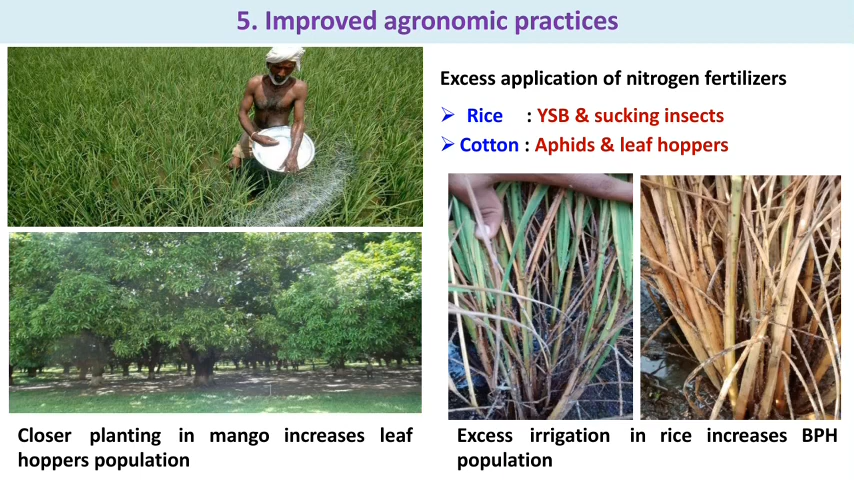 5. Improved agronomic practices
Excess application of nitrogen fertilizers
➢ Rice : YSB & sucking insects
➢ Cotton : Aphids & leaf hoppers
Closer planting in mango increases leaf
hoppers population
Excess irrigation in rice increases BPH
population